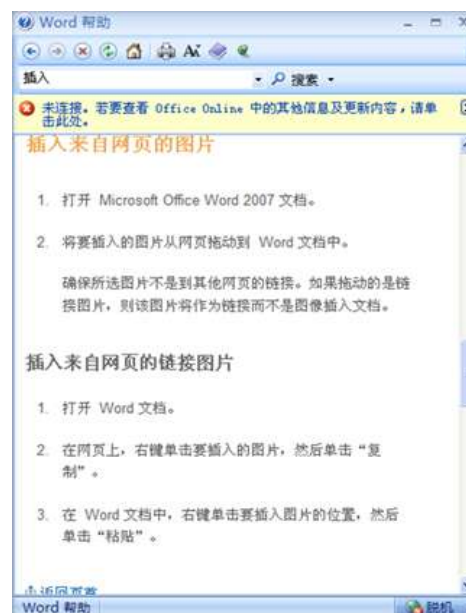 Word 帮助
插入
搜索
未连接。若要查看 Office Online 中的其他信息及更新内容，请单
击此处。
插入来自网页的图片
1. 打开 Microsoft Office Word 2007 文档。
2. 将要插入的图片从网页拖动到 Word 文档中。
确保所选图片不是到其他网页的链接。如果拖动的是链
接图片，则该图片将作为链接而不是图像插入文档。
插入来自网页的链接图片
1. 打开 Word 文档。
2. 在网页上，右键单击要插入的图片，然后单击“复
制”。
3. 在 Word 文档中，右键单击要插入图片的位置，然后
单击“粘贴”。
返回页首
Word 帮助
脱机